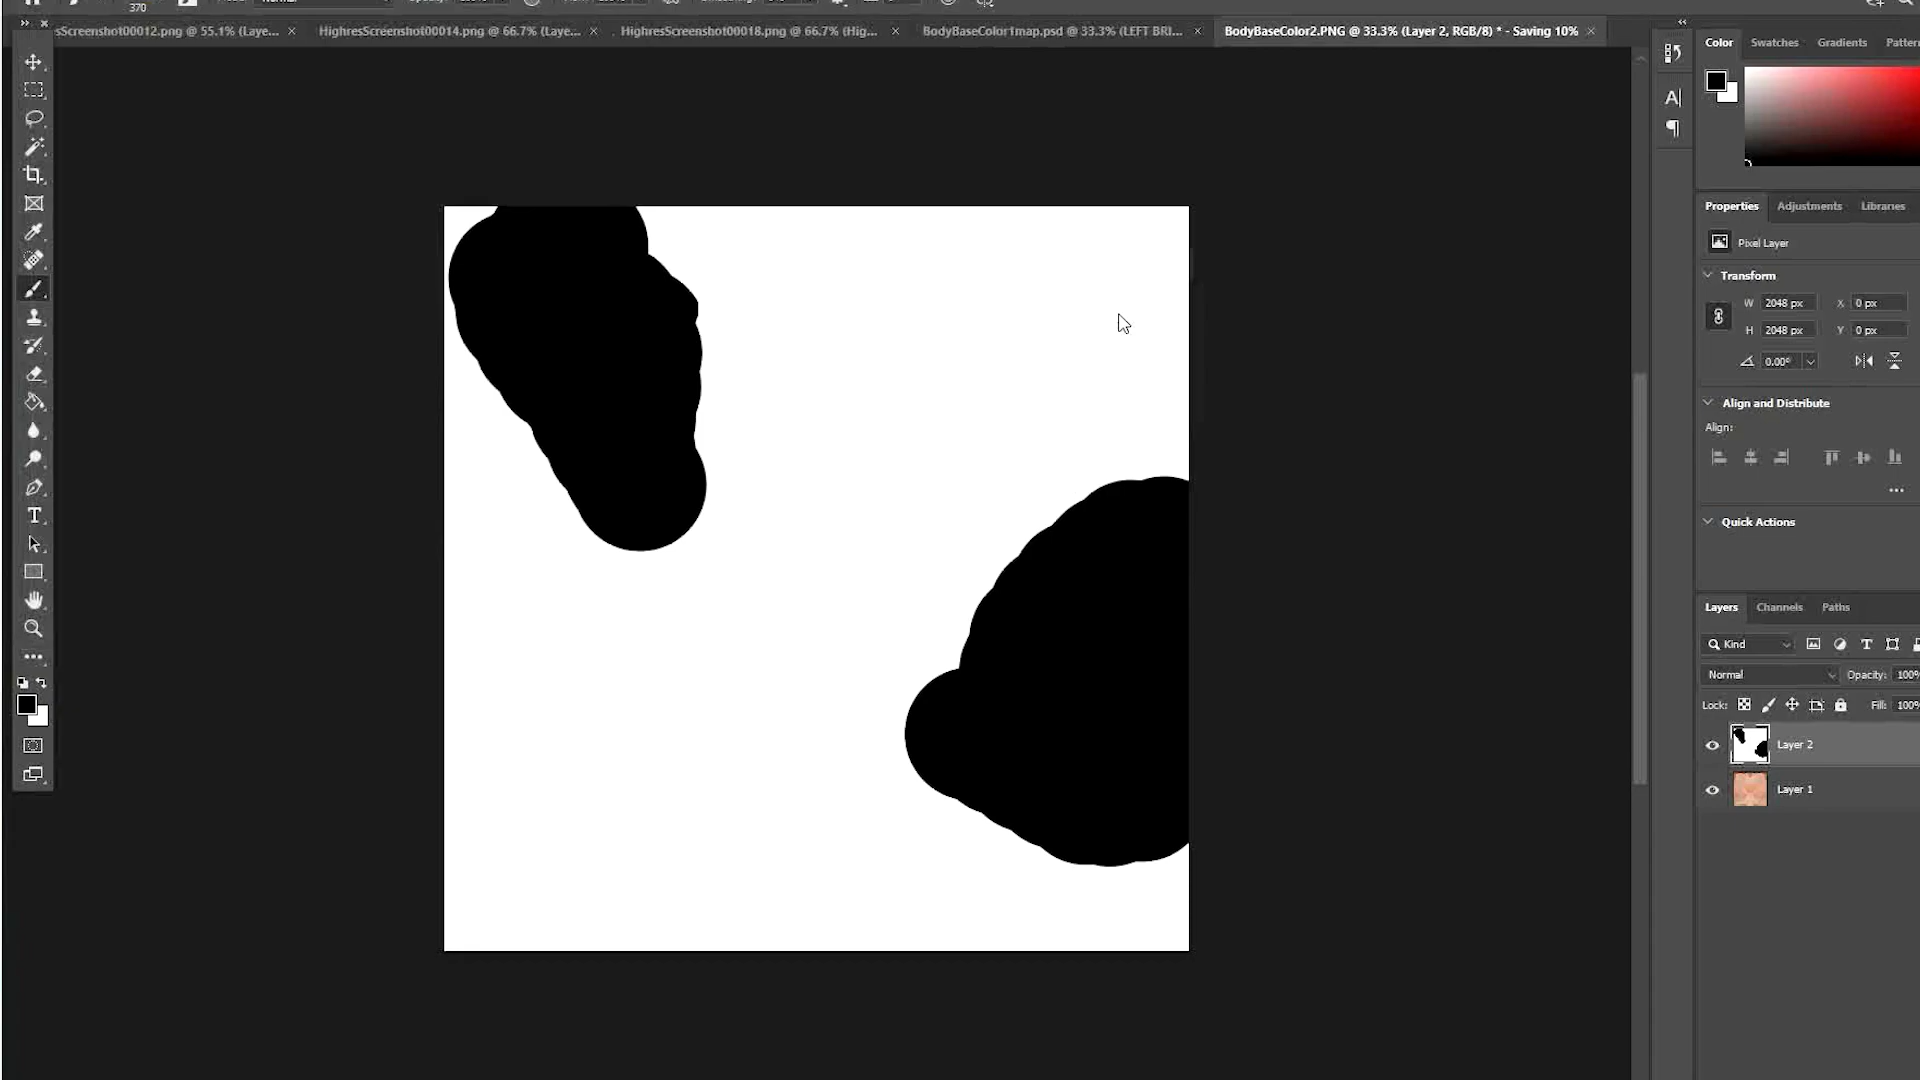 370
sScreenshot00012.png @ 55.1% (Laye...
HighresScreenshot00014.png @ 66.7% (Laye...
HighresScreenshot00018.png @ 66.7% (Hig...
BodyBaseColor1map.psd @ 33.3% (LEFT BRI...
BodyBaseColor2.PNG @ 33.3% (Layer 2, RGB/8) * - Saving 10%
Color
Swatches
Gradients
Pattern
Properties
Adjustments
Libraries
Pixel Layer
Transform
W 2048 px X 0 px
H 2048 px Y 0 px
0.00°
Align and Distribute
Align:
Quick Actions
Layers
Channels
Paths
Kind
Normal
Opacity: 100%
Lock:
Fill: 100%
Layer 2
Layer 1